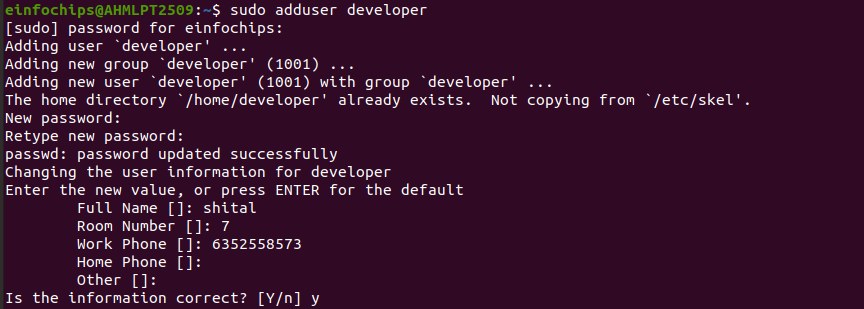 einfochips@AHMLPT2509:~$ sudo adduser developer
[sudo] password for einfochips:
Adding user `developer' ...
Adding new group `developer' (1001) ...
Adding new user `developer' (1001) with group `developer' ...
The home directory `/home/developer' already exists.  Not copying from `/etc/skel'.
New password:
Retype new password:
passwd: password updated successfully
Changing the user information for developer
Enter the new value, or press ENTER for the default
        Full Name []: shital
        Room Number []: 7
        Work Phone []: 6352558573
        Home Phone []:
        Other []:
Is the information correct? [Y/n] y